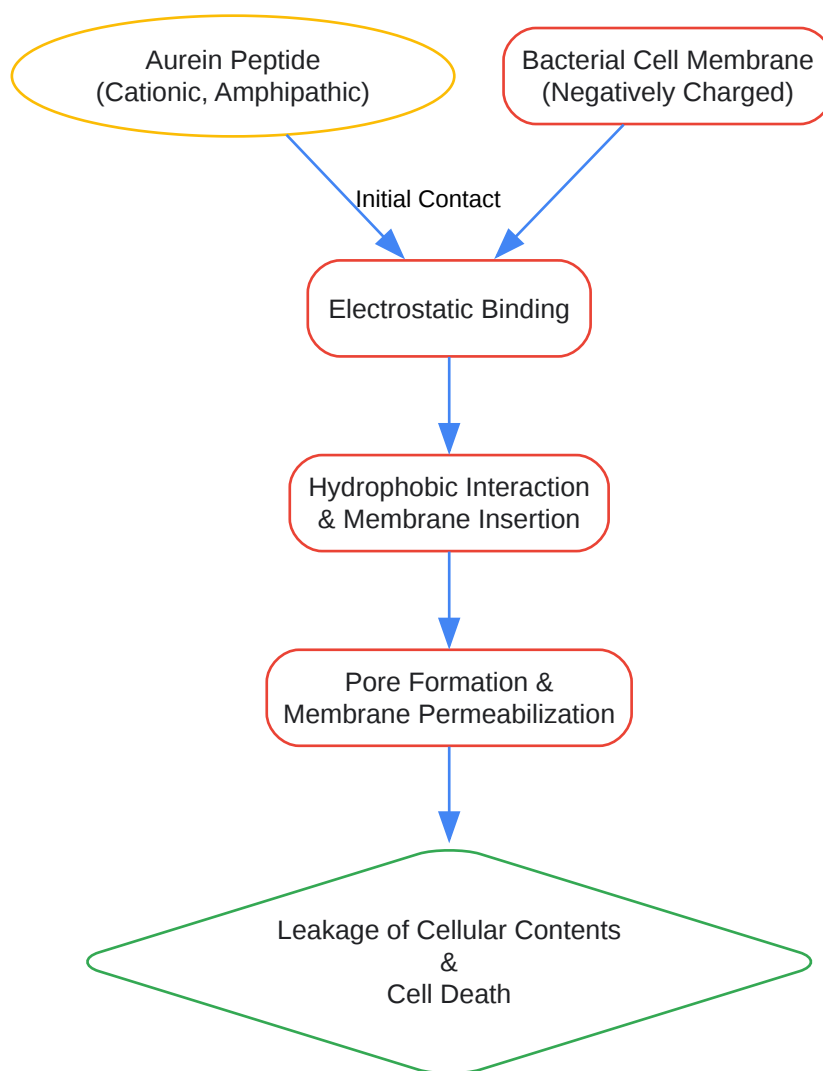 Aurein Peptide
(Cationic, Amphipathic)
Bacterial Cell Membrane
(Negatively Charged)
Initial Contact
Electrostatic Binding
Hydrophobic Interaction
& Membrane Insertion
Pore Formation &
Membrane Permeabilization
Leakage of Cellular Contents
&
Cell Death